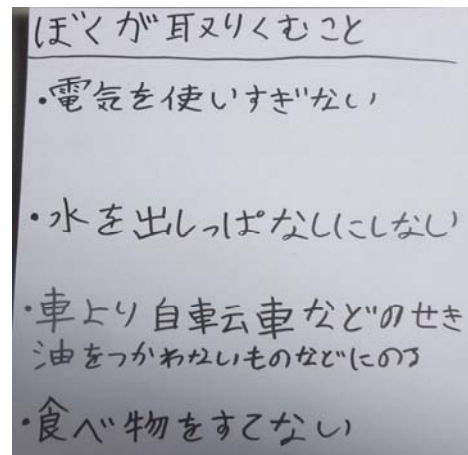 ぼくが取りくむこと
・電気を使いすぎない
・水を出しっぱなしにしない
・車より自転車などのせき
油をつかわないものなどにのる
・食べ物をすてない